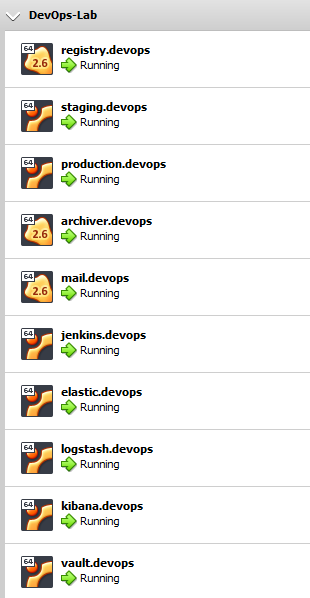 DevOps-Lab
64
2.6
registry.devops
Running
64
staging.devops
Running
64
production.devops
Running
64
2.6
archiver.devops
Running
64
2.6
mail.devops
Running
64
jenkins.devops
Running
64
elastic.devops
Running
64
logstash.devops
Running
64
kibana.devops
Running
64
vault.devops
Running